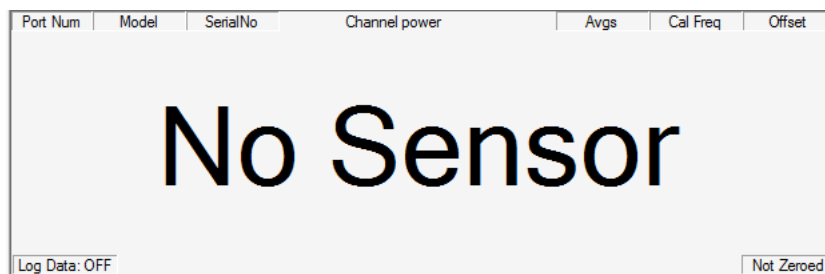 Port Num Model SerialNo Channel power Avgs Cal Freq Offset
No Sensor
Log Data: OFF Not Zeroed